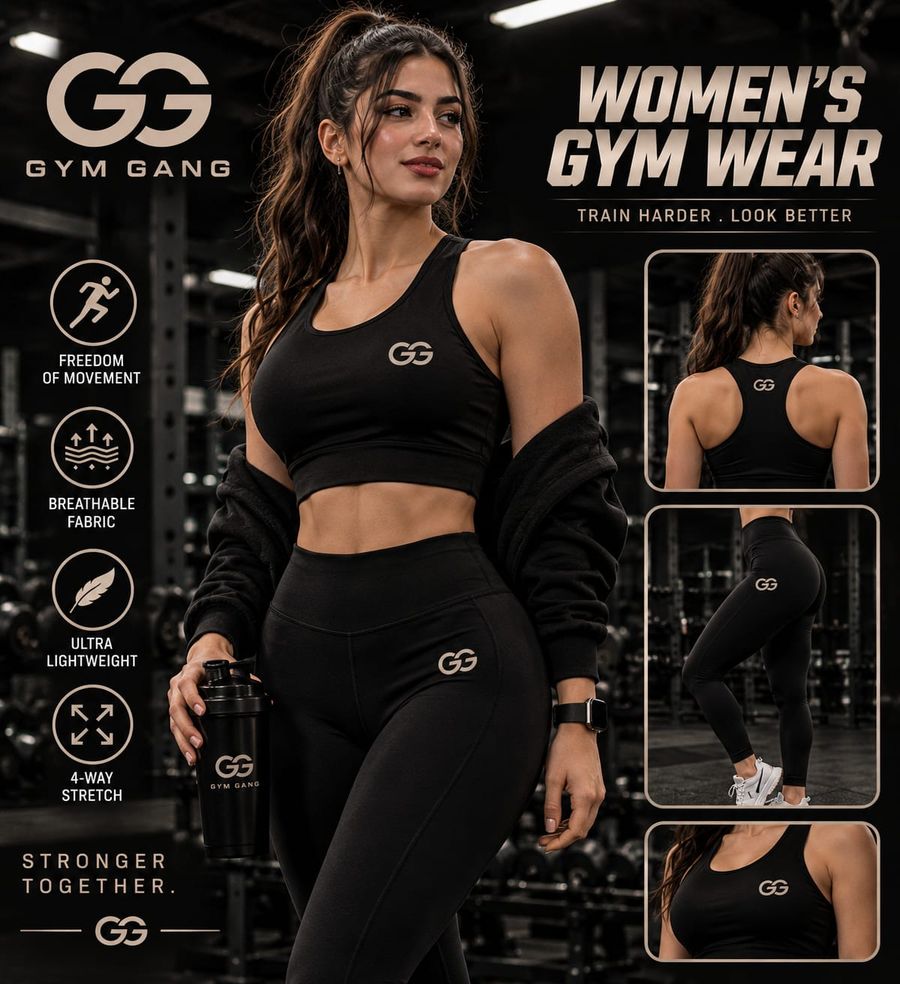 GG
GYM GANG
WOMEN'S
GYM WEAR
TRAIN HARDER . LOOK BETTER
FREEDOM
OF MOVEMENT
BREATHABLE
FABRIC
ULTRA
LIGHTWEIGHT
4-WAY
STRETCH
STRONGER
TOGETHER.
GG
GG
GG
GG
GYM GANG
GG
GG
GG